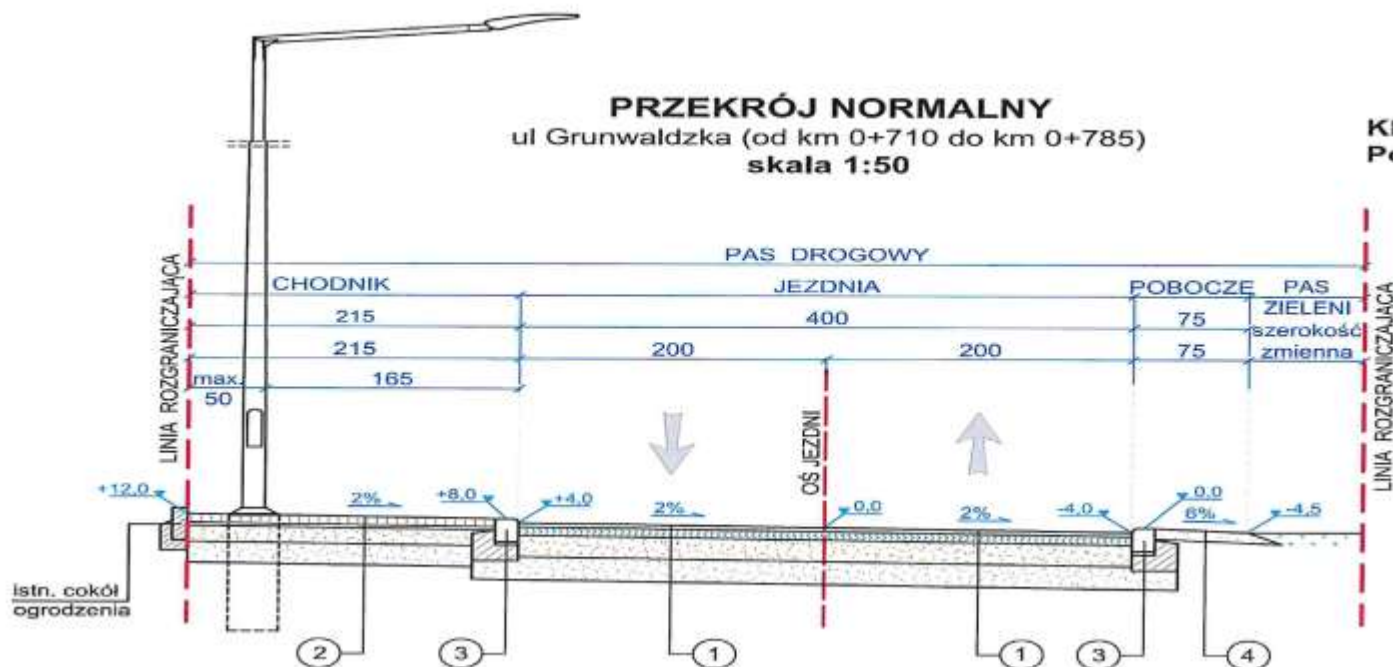 PRZEKRÓJ NORMALNY
ul Grunwaldzka (od km 0+710 do km 0+785)
skala 1:50
PAS DROGOWY
CHODNIK JEZDNIA POBOCZE PAS
ZIELENI
215 400 75 szerokość
215 200 200 75 zmienna
max. 165
50
LINIA ROZGRANICZAJĄCA
OŚ JEZDNI
LINIA ROZGRANICZAJĄCA
+12,0 2% +8,0 +4,0 2% 0,0 2% -4,0 0,0 6% -4,5
istn. cokół
ogrodzenia
2 3 1 1 3 4